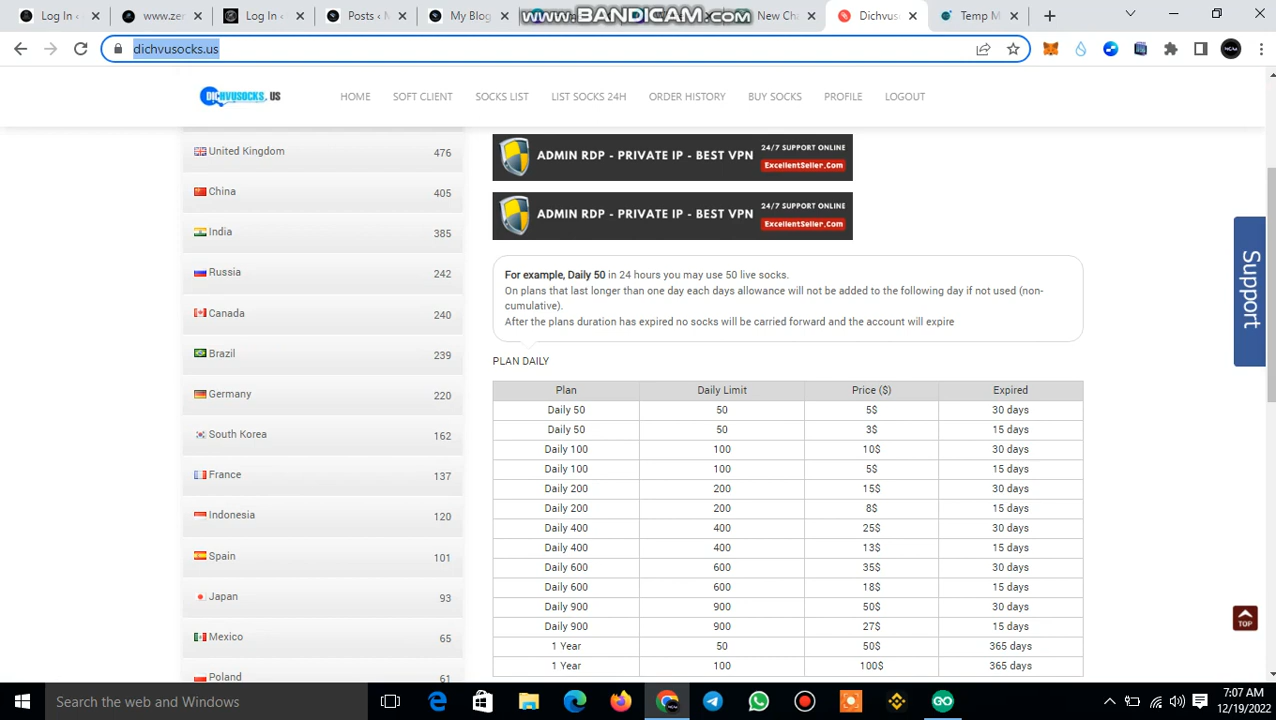 Log In
www.zer
Log In
Posts ‹ M
My Blog
www.BANDICAM.com
New Cha
Dichvus
Temp M
dichvusocks.us
DICHVUSOCKS. US
HOME
SOFT CLIENT
SOCKS LIST
LIST SOCKS 24H
ORDER HISTORY
BUY SOCKS
PROFILE
LOGOUT
United Kingdom 476
China 405
India 385
Russia 242
Canada 240
Brazil 239
Germany 220
South Korea 162
France 137
Indonesia 120
Spain 101
Japan 93
Mexico 65
Poland 61
ADMIN RDP - PRIVATE IP - BEST VPN
24/7 SUPPORT ONLINE
ExcellentSeller.Com
ADMIN RDP - PRIVATE IP - BEST VPN
24/7 SUPPORT ONLINE
ExcellentSeller.Com
For example, Daily 50 in 24 hours you may use 50 live socks.
On plans that last longer than one day each days allowance will not be added to the following day if not used (non-
cumulative).
After the plans duration has expired no socks will be carried forward and the account will expire
PLAN DAILY
Plan Daily Limit Price ($) Expired
Daily 50 50 5$ 30 days
Daily 50 50 3$ 15 days
Daily 100 100 10$ 30 days
Daily 100 100 5$ 15 days
Daily 200 200 15$ 30 days
Daily 200 200 8$ 15 days
Daily 400 400 25$ 30 days
Daily 400 400 13$ 15 days
Daily 600 600 35$ 30 days
Daily 600 600 18$ 15 days
Daily 900 900 50$ 30 days
Daily 900 900 27$ 15 days
1 Year 50 50$ 365 days
1 Year 100 100$ 365 days
Support
TOP
Search the web and Windows
7:07 AM
12/19/2022